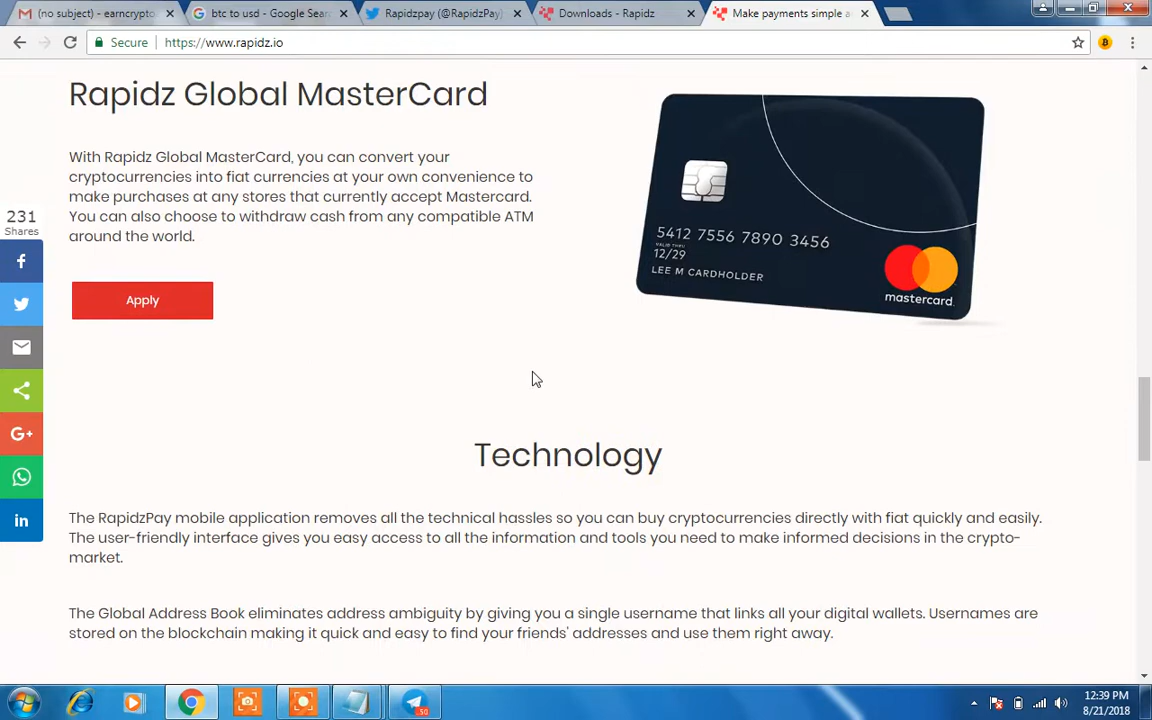 (no subject) - earncrypto
btc to usd - Google Sear
Rapidzpay (@RapidzPay)
Downloads - Rapidz
Make payments simple a
Secure
https://www.rapidz.io
Rapidz Global MasterCard
With Rapidz Global MasterCard, you can convert your
cryptocurrencies into fiat currencies at your own convenience to
make purchases at any stores that currently accept Mastercard.
You can also choose to withdraw cash from any compatible ATM
around the world.
Apply
5412 7556 7890 3456
VALID THRU
12/29
LEE M CARDHOLDER
mastercard.
231
Shares
Technology
The RapidzPay mobile application removes all the technical hassles so you can buy cryptocurrencies directly with fiat quickly and easily.
The user-friendly interface gives you easy access to all the information and tools you need to make informed decisions in the crypto-
market.
The Global Address Book eliminates address ambiguity by giving you a single username that links all your digital wallets. Usernames are
stored on the blockchain making it quick and easy to find your friends' addresses and use them right away.
50
12:39 PM
8/21/2018